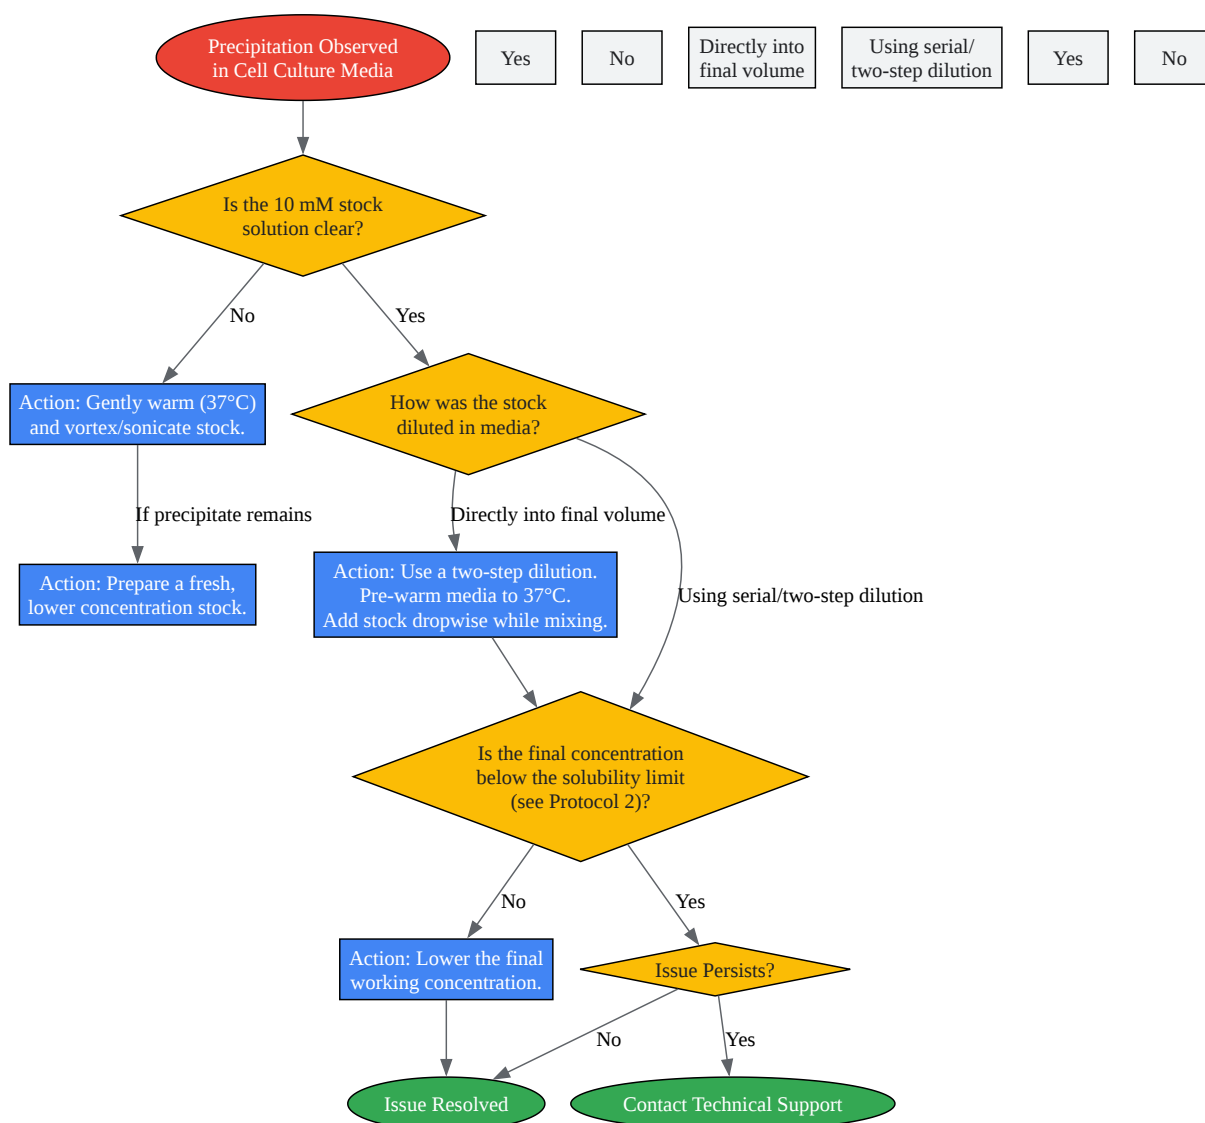 Precipitation Observed
in Cell Culture Media
Yes
No
Directly into
final volume
Using serial/
two-step dilution
Yes
No
Is the 10 mM stock
solution clear?
No
Yes
Action: Gently warm (37°C)
and vortex/sonicate stock.
How was the stock
diluted in media?
If precipitate remains
Directly into final volume
Action: Prepare a fresh,
lower concentration stock.
Action: Use a two-step dilution.
Pre-warm media to 37°C.
Add stock dropwise while mixing.
Using serial/two-step dilution
Is the final concentration
below the solubility limit
(see Protocol 2)?
No
Yes
Action: Lower the final
working concentration.
Issue Persists?
No
Yes
Issue Resolved
Contact Technical Support